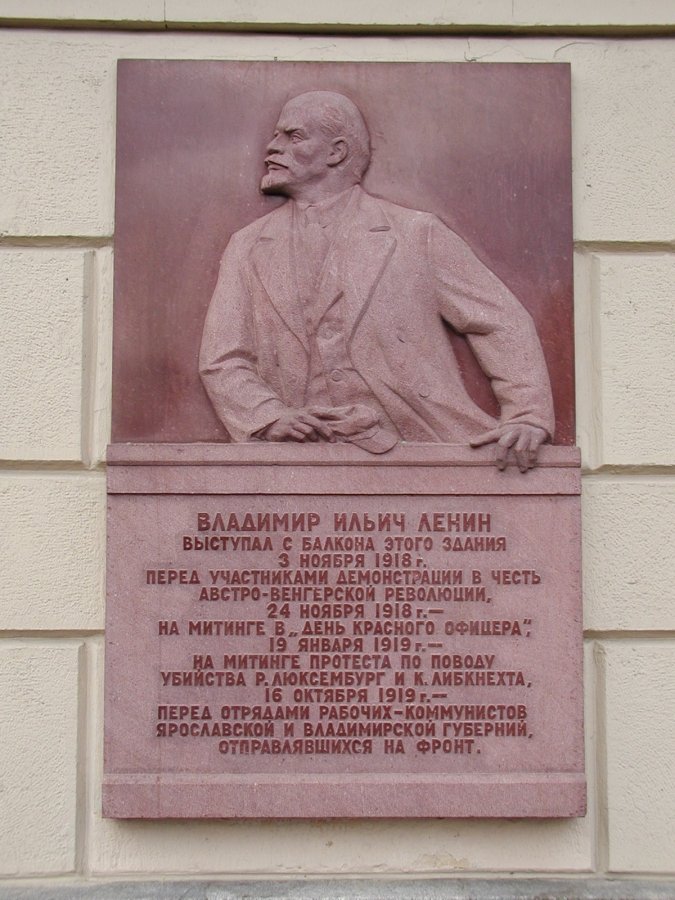 ВЛАДИМИР ИЛЬИЧ ЛЕНИН
ВЫСТУПАЛ С БАЛКОНА ЭТОГО ЗДАНИЯ
3 НОЯБРЯ 1918 г.
ПЕРЕД УЧАСТНИКАМИ ДЕМОНСТРАЦИИ В ЧЕСТЬ
АВСТРО-ВЕНГЕРСКОЙ РЕВОЛЮЦИИ,
24 НОЯБРЯ 1918 г.—
НА МИТИНГЕ В „ДЕНЬ КРАСНОГО ОФИЦЕРА",
19 ЯНВАРЯ 1919 г.—
НА МИТИНГЕ ПРОТЕСТА ПО ПОВОДУ
УБИЙСТВА Р. ЛЮКСЕМБУРГ И К. ЛИБКНЕХТА,
16 ОКТЯБРЯ 1919 г.—
ПЕРЕД ОТРЯДАМИ РАБОЧИХ-КОММУНИСТОВ
ЯРОСЛАВСКОЙ И ВЛАДИМИРСКОЙ ГУБЕРНИЙ,
ОТПРАВЛЯВШИХСЯ НА ФРОНТ.